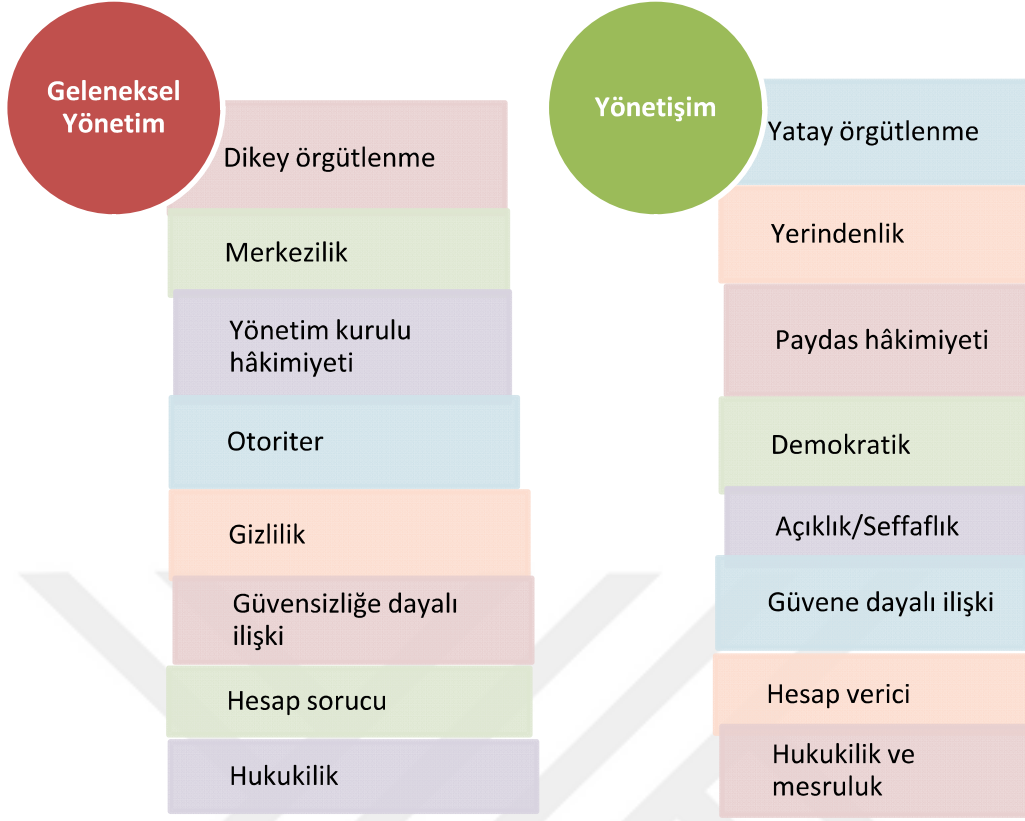 Geleneksel
Yönetim
Dikey örgütlenme
Merkezilik
Yönetim kurulu
hâkimiyeti
Otoriter
Gizlilik
Güvensizliğe dayalı
ilişki
Hesap sorucu
Hukukilik
Yönetişim
Yatay örgütlenme
Yerindenlik
Paydas hâkimiyeti
Demokratik
Açıklık/Seffaflık
Güvene dayalı ilişki
Hesap verici
Hukukilik ve
mesruluk